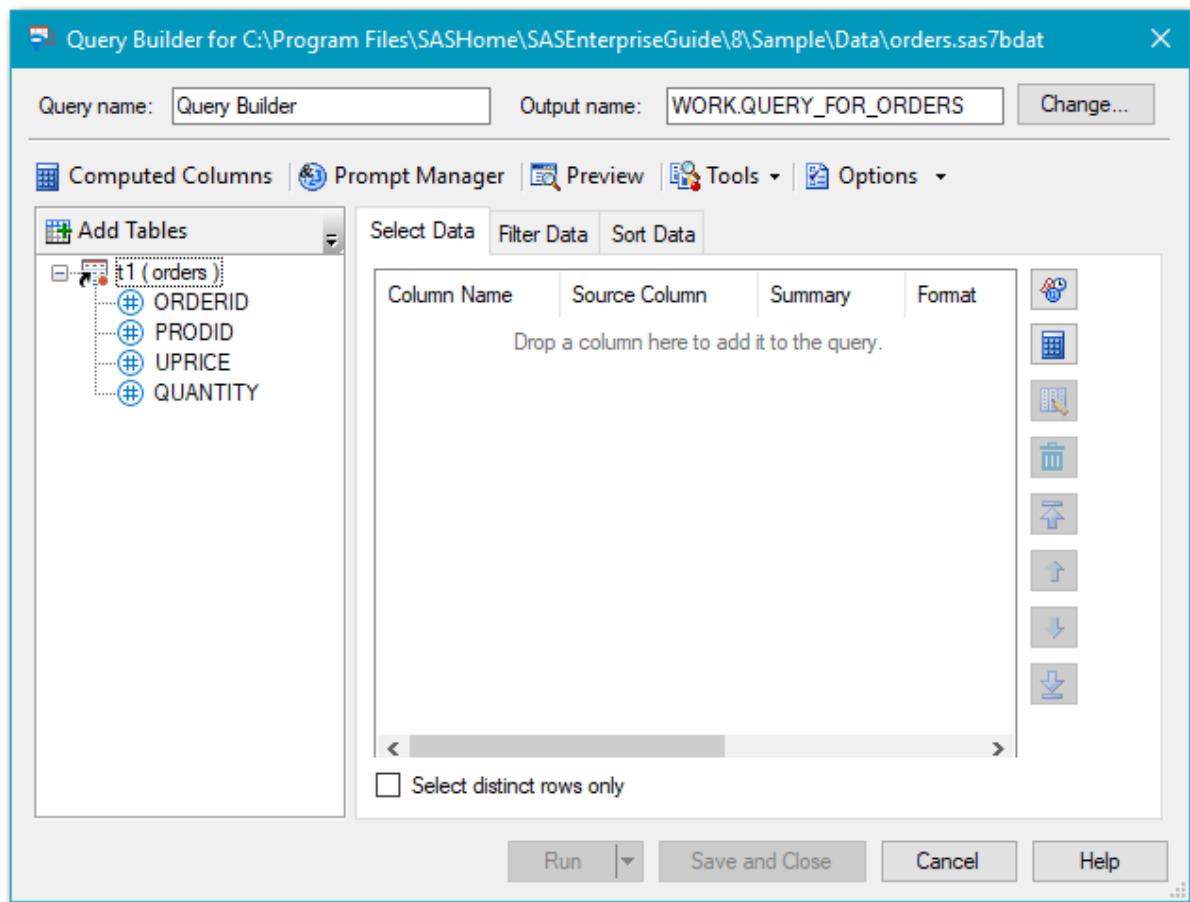 Query Builder for C:\Program Files\SASHome\SASEnterpriseGuide\8\Sample\Data\orders.sas7bdat
Query name: Query Builder Output name: WORK.QUERY_FOR_ORDERS Change...
Computed Columns Prompt Manager Preview Tools Options
Add Tables
t1 ( orders )
ORDERID
PRODID
UPRICE
QUANTITY
Select Data Filter Data Sort Data
Column Name Source Column Summary Format
Drop a column here to add it to the query.
Select distinct rows only
Run Save and Close Cancel Help